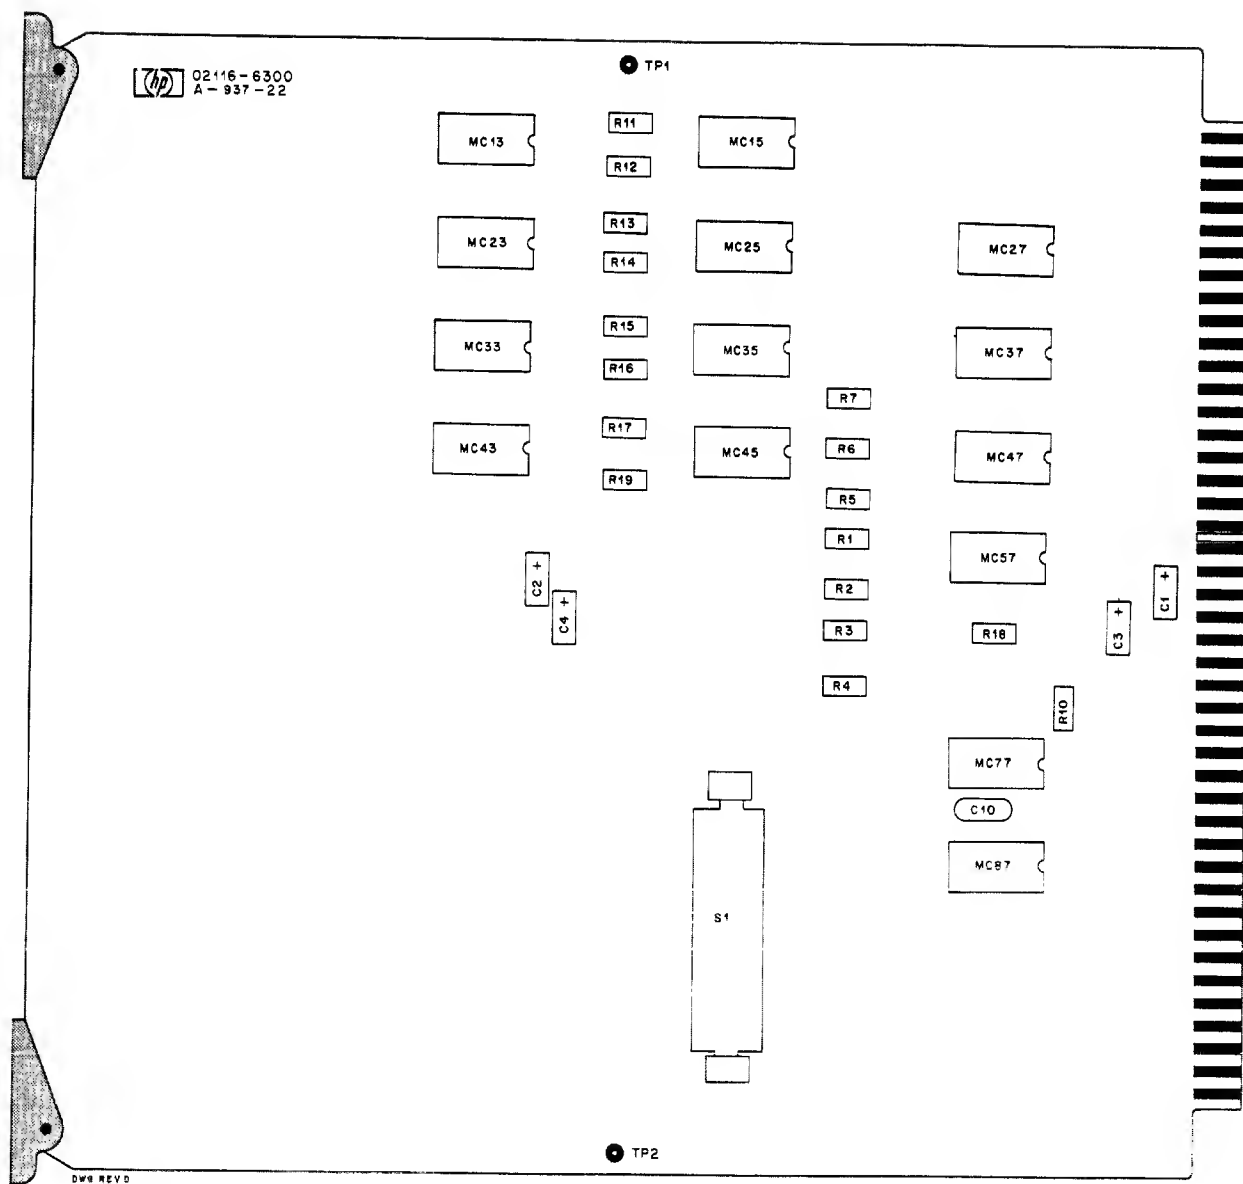 hp 02116-6300
A-937-22
TP1
MC13
R11
MC15
R12
MC23
R13
MC25
MC27
R14
MC33
R15
MC35
MC37
R16
R7
MC43
R17
MC45
R6
MC47
R19
R5
R1
MC57
C2 +
R2
C1 +
C4 +
R3
R18
C3 +
R4
R10
MC77
C10
MC87
S1
TP2
DWG REV D